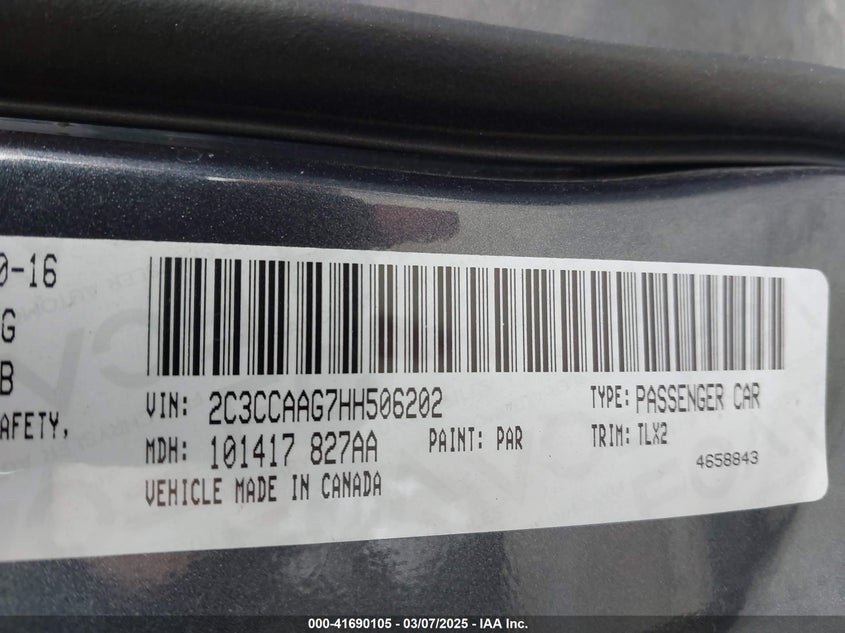 0-16
G
B
AFETY,
VIN: 2C3CCAAG7HH506202
TYPE: PASSENGER CAR
MDH: 101417 827AA
PAINT: PAR
TRIM: TLX2
4658843
VEHICLE MADE IN CANADA
000-41690105 - 03/07/2025 - IAA Inc.